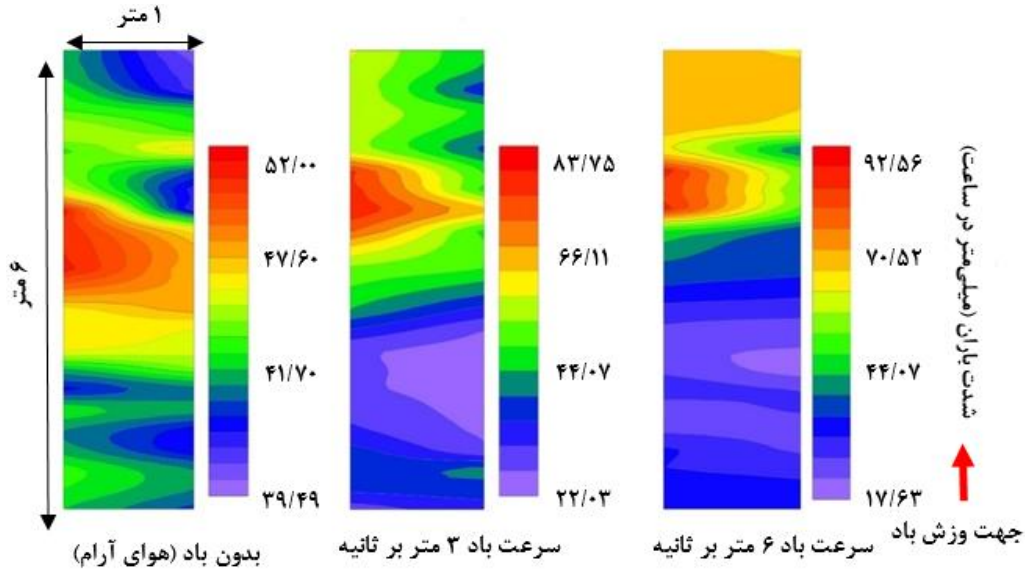 ۱ متر
۶ متر
۵۲/۰۰
۴۷/۶۰
۴۱/۷۰
۳۹/۴۹
بدون باد (هوای آرام)
۸۳/۷۵
۶۶/۱۱
۴۴/۰۷
۲۲/۰۳
سرعت باد ۳ متر بر ثانیه
۹۲/۵۶
۷۰/۵۲
۴۴/۰۷
۱۷/۶۳
سرعت باد ۶ متر بر ثانیه
شدت باران (میلی‌متر در ساعت)
جهت وزش باد